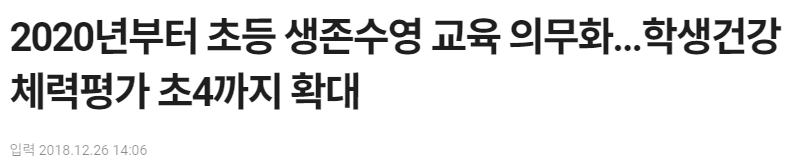 2020년부터 초등 생존수영 교육 의무화...학생건강
체력평가 초4까지 확대
입력 2018.12.26 14:06